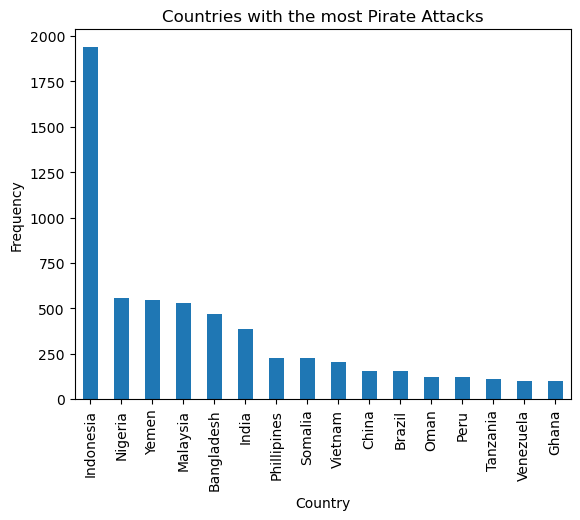 Countries with the most Pirate Attacks
2000
1750
1500
1250
1000
750
500
250
0
Frequency
Indonesia
Nigeria
Yemen
Malaysia
Bangladesh
India
Phillipines
Somalia
Vietnam
China
Brazil
Oman
Peru
Tanzania
Venezuela
Ghana
Country